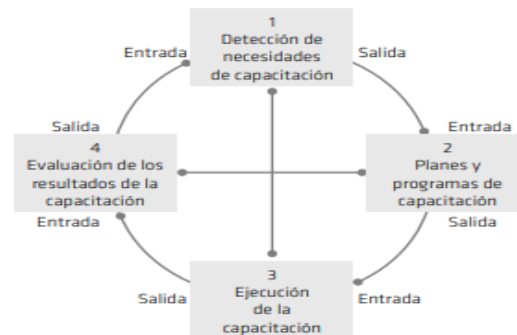 1
Detección de
necesidades
de capacitación
Entrada
Salida
Salida
Entrada
4
Evaluación de los
resultados de la
capacitación
2
Planes y
programas de
capacitación
Entrada
Salida
3
Ejecución
de la
capacitación
Salida
Entrada